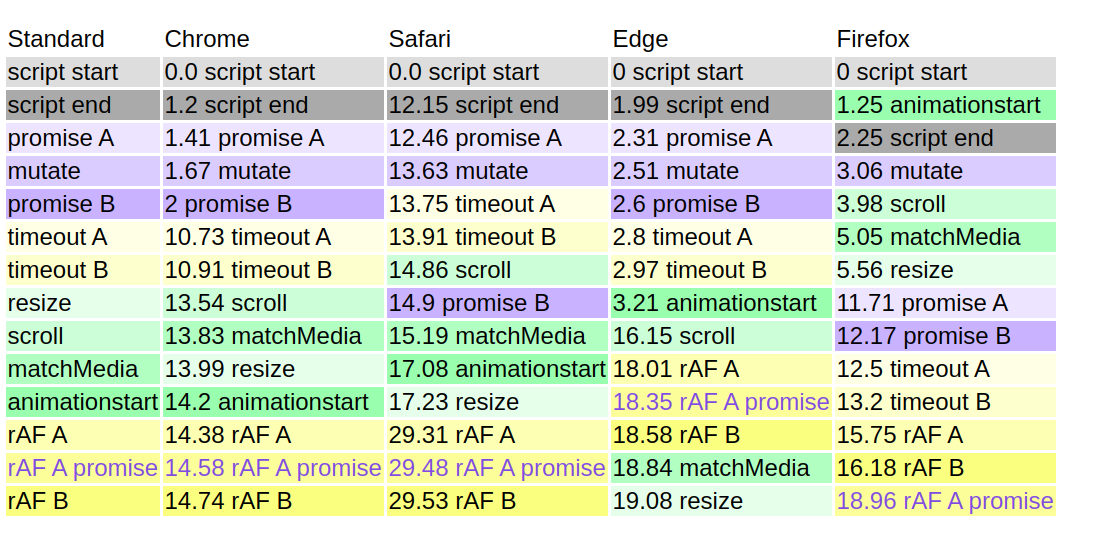 Standard Chrome Safari Edge Firefox
script start 0.0 script start 0.0 script start 0 script start 0 script start
script end 1.2 script end 12.15 script end 1.99 script end 1.25 animationstart
promise A 1.41 promise A 12.46 promise A 2.31 promise A 2.25 script end
mutate 1.67 mutate 13.63 mutate 2.51 mutate 3.06 mutate
promise B 2 promise B 13.75 timeout A 2.6 promise B 3.98 scroll
timeout A 10.73 timeout A 13.91 timeout B 2.8 timeout A 5.05 matchMedia
timeout B 10.91 timeout B 14.86 scroll 2.97 timeout B 5.56 resize
resize 13.54 scroll 14.9 promise B 3.21 animationstart 11.71 promise A
scroll 13.83 matchMedia 15.19 matchMedia 16.15 scroll 12.17 promise B
matchMedia 13.99 resize 17.08 animationstart 18.01 rAF A 12.5 timeout A
animationstart 14.2 animationstart 17.23 resize 18.35 rAF A promise 13.2 timeout B
rAF A 14.38 rAF A 29.31 rAF A 18.58 rAF B 15.75 rAF A
rAF A promise 14.58 rAF A promise 29.48 rAF A promise 18.84 matchMedia 16.18 rAF B
rAF B 14.74 rAF B 29.53 rAF B 19.08 resize 18.96 rAF A promise